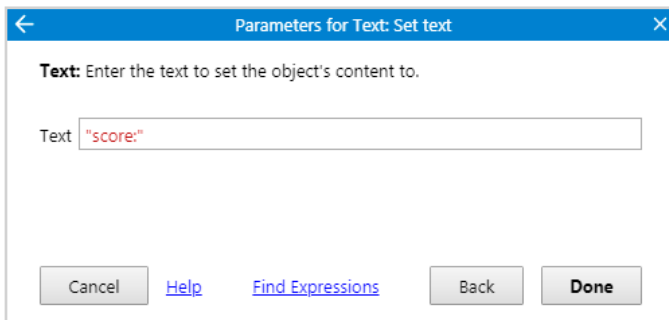 Parameters for Text: Set text
Text: Enter the text to set the object's content to.
Text "score:"
Cancel Help Find Expressions Back Done